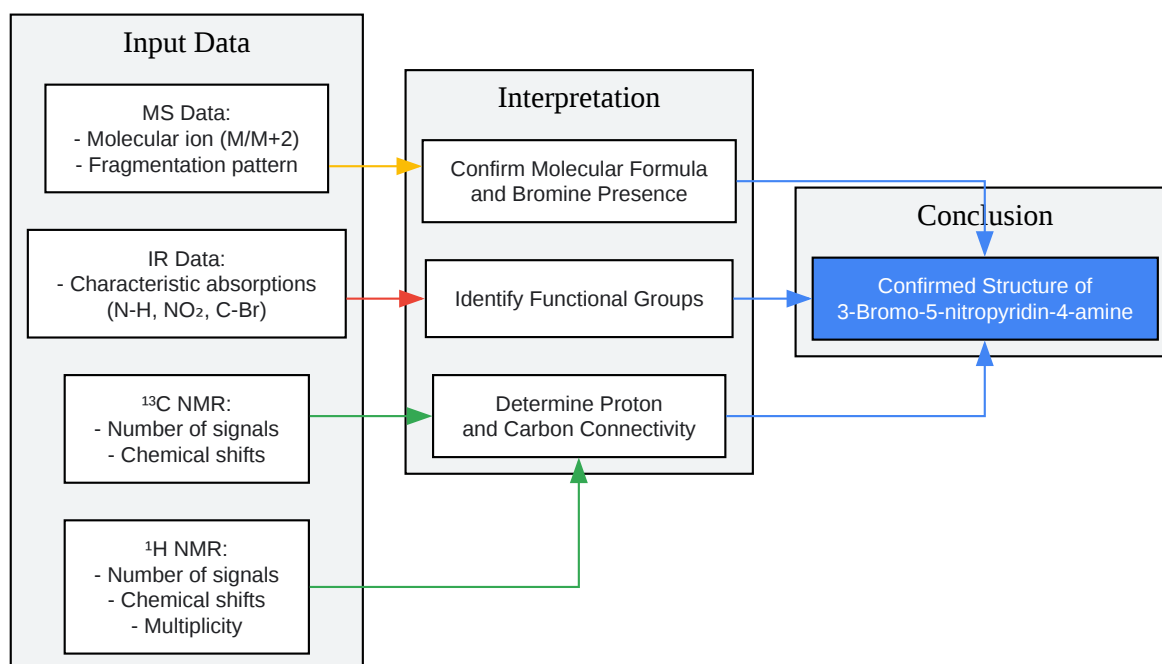 Input Data
MS Data:
- Molecular ion (M/M+2)
- Fragmentation pattern
IR Data:
- Characteristic absorptions
(N-H, NO₂, C-Br)
¹³C NMR:
- Number of signals
- Chemical shifts
¹H NMR:
- Number of signals
- Chemical shifts
- Multiplicity
Interpretation
Confirm Molecular Formula
and Bromine Presence
Identify Functional Groups
Determine Proton
and Carbon Connectivity
Conclusion
Confirmed Structure of
3-Bromo-5-nitropyridin-4-amine